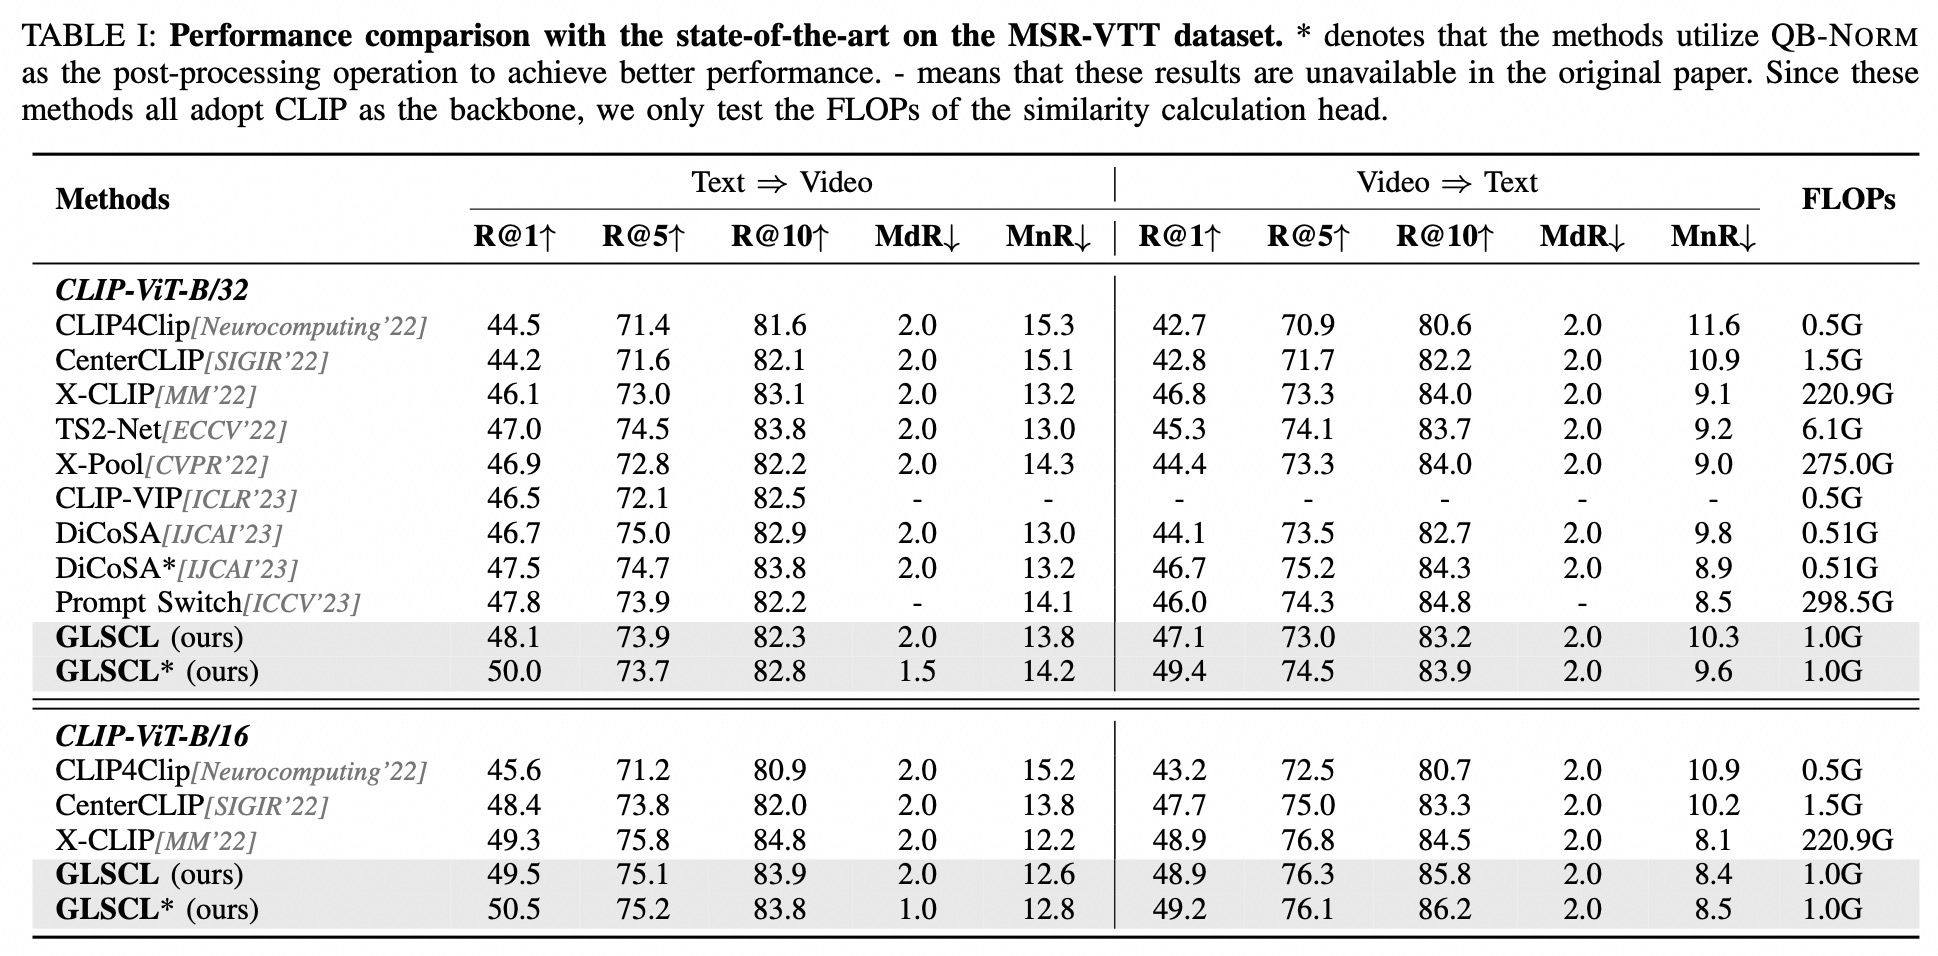 TABLE I: Performance comparison with the state-of-the-art on the MSR-VTT dataset. * denotes that the methods utilize QB-NORM
as the post-processing operation to achieve better performance. - means that these results are unavailable in the original paper. Since these
methods all adopt CLIP as the backbone, we only test the FLOPs of the similarity calculation head.
Methods Text ⇒ Video Video ⇒ Text FLOPs
R@1↑ R@5↑ R@10↑ MdR↓ MnR↓ R@1↑ R@5↑ R@10↑ MdR↓ MnR↓
CLIP-ViT-B/32
CLIP4Clip[Neurocomputing'22] 44.5 71.4 81.6 2.0 15.3 42.7 70.9 80.6 2.0 11.6 0.5G
CenterCLIP[SIGIR'22] 44.2 71.6 82.1 2.0 15.1 42.8 71.7 82.2 2.0 10.9 1.5G
X-CLIP[MM'22] 46.1 73.0 83.1 2.0 13.2 46.8 73.3 84.0 2.0 9.1 220.9G
TS2-Net[ECCV'22] 47.0 74.5 83.8 2.0 13.0 45.3 74.1 83.7 2.0 9.2 6.1G
X-Pool[CVPR'22] 46.9 72.8 82.2 2.0 14.3 44.4 73.3 84.0 2.0 9.0 275.0G
CLIP-VIP[ICLR'23] 46.5 72.1 82.5 - - - - - - - 0.5G
DiCoSA[IJCAI'23] 46.7 75.0 82.9 2.0 13.0 44.1 73.5 82.7 2.0 9.8 0.51G
DiCoSA*[IJCAI'23] 47.5 74.7 83.8 2.0 13.2 46.7 75.2 84.3 2.0 8.9 0.51G
Prompt Switch[ICCV'23] 47.8 73.9 82.2 - 14.1 46.0 74.3 84.8 - 8.5 298.5G
GLSCL (ours) 48.1 73.9 82.3 2.0 13.8 47.1 73.0 83.2 2.0 10.3 1.0G
GLSCL* (ours) 50.0 73.7 82.8 1.5 14.2 49.4 74.5 83.9 2.0 9.6 1.0G
CLIP-ViT-B/16
CLIP4Clip[Neurocomputing'22] 45.6 71.2 80.9 2.0 15.2 43.2 72.5 80.7 2.0 10.9 0.5G
CenterCLIP[SIGIR'22] 48.4 73.8 82.0 2.0 13.8 47.7 75.0 83.3 2.0 10.2 1.5G
X-CLIP[MM'22] 49.3 75.8 84.8 2.0 12.2 48.9 76.8 84.5 2.0 8.1 220.9G
GLSCL (ours) 49.5 75.1 83.9 2.0 12.6 48.9 76.3 85.8 2.0 8.4 1.0G
GLSCL* (ours) 50.5 75.2 83.8 1.0 12.8 49.2 76.1 86.2 2.0 8.5 1.0G